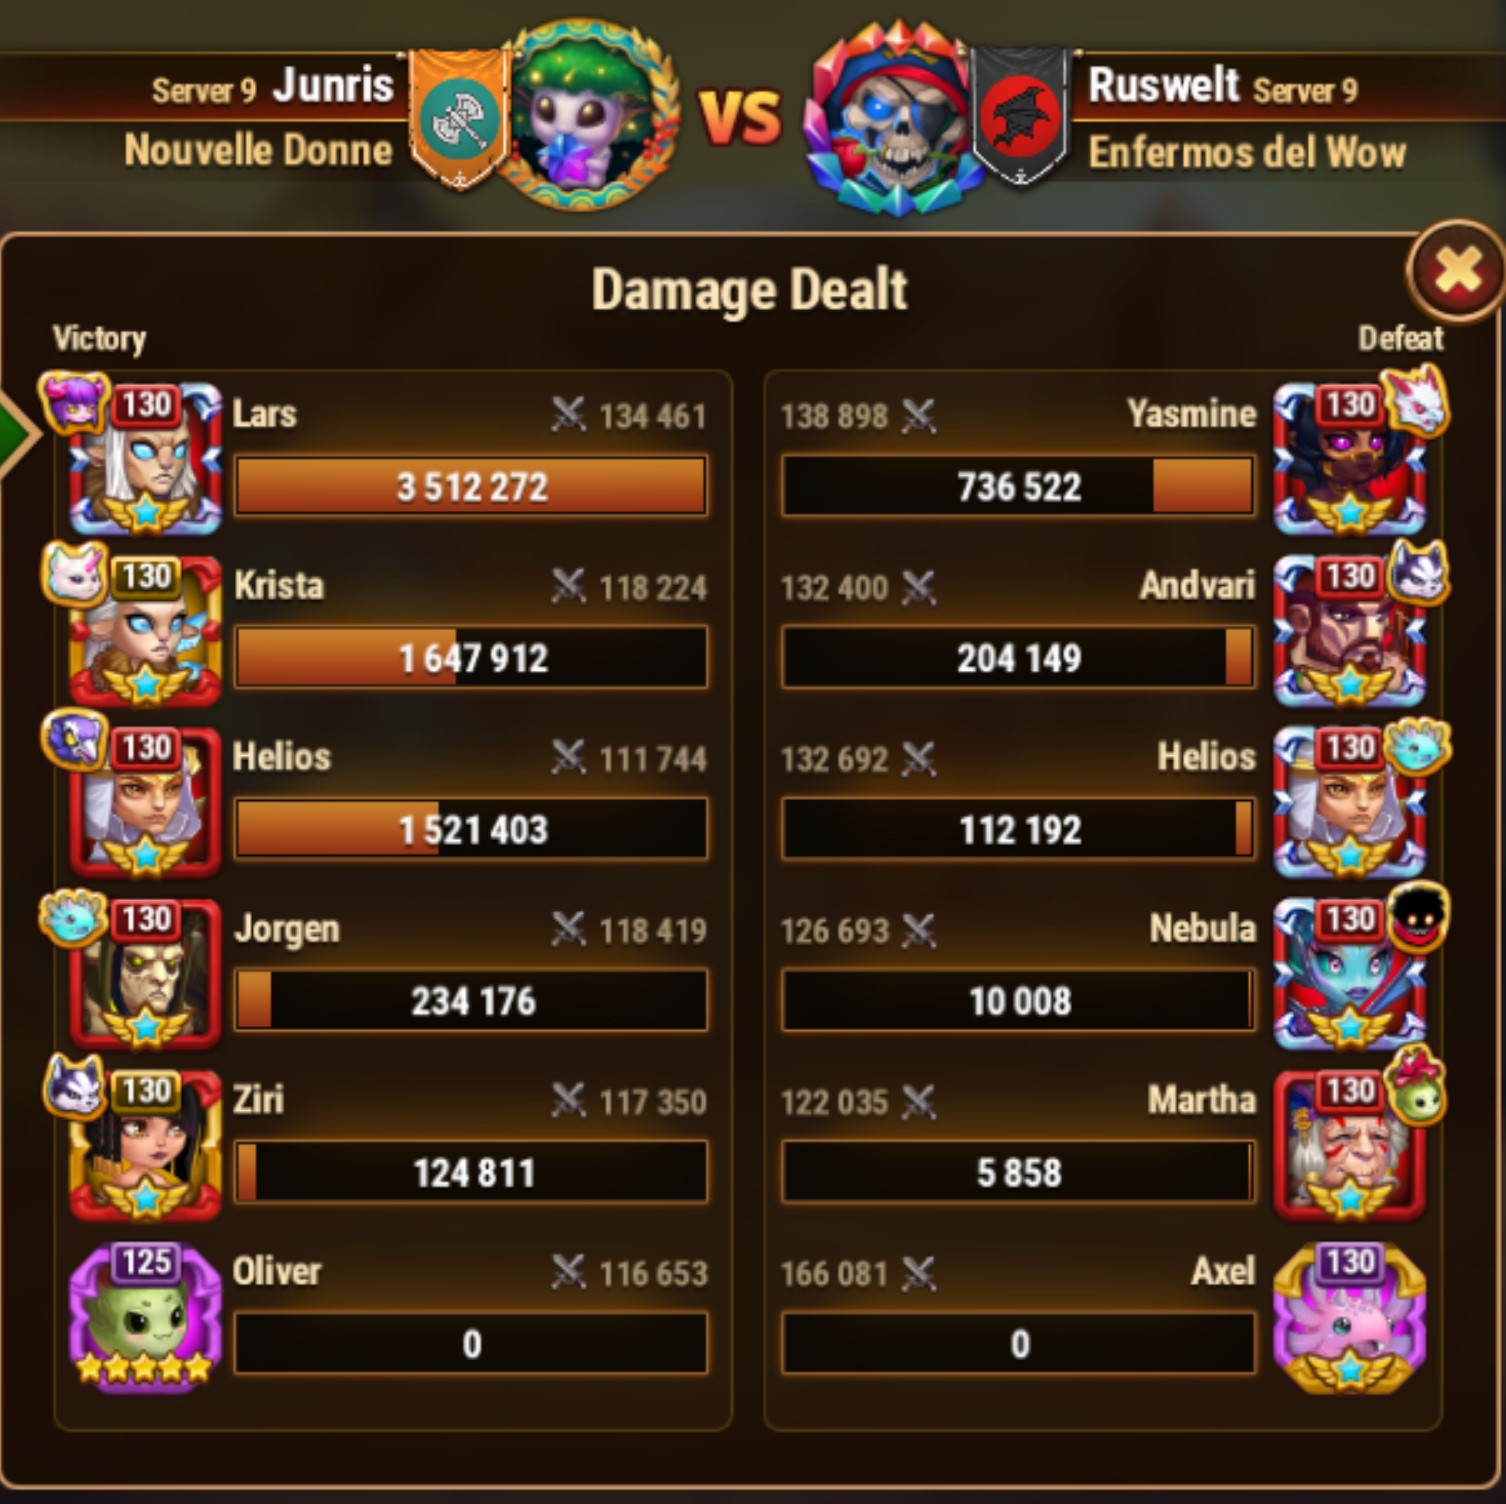 Server 9 Junris
Nouvelle Donne
VS
Ruswelt Server 9
Enfermos del Wow
Damage Dealt
Victory
Defeat
130 Lars 134 461
3 512 272
138 898 Yasmine 130
736 522
130 Krista 118 224
1 647 912
132 400 Andvari 130
204 149
130 Helios 111 744
1 521 403
132 692 Helios 130
112 192
130 Jorgen 118 419
234 176
126 693 Nebula 130
10 008
130 Ziri 117 350
124 811
122 035 Martha 130
5 858
125 Oliver 116 653
0
166 081 Axel 130
0